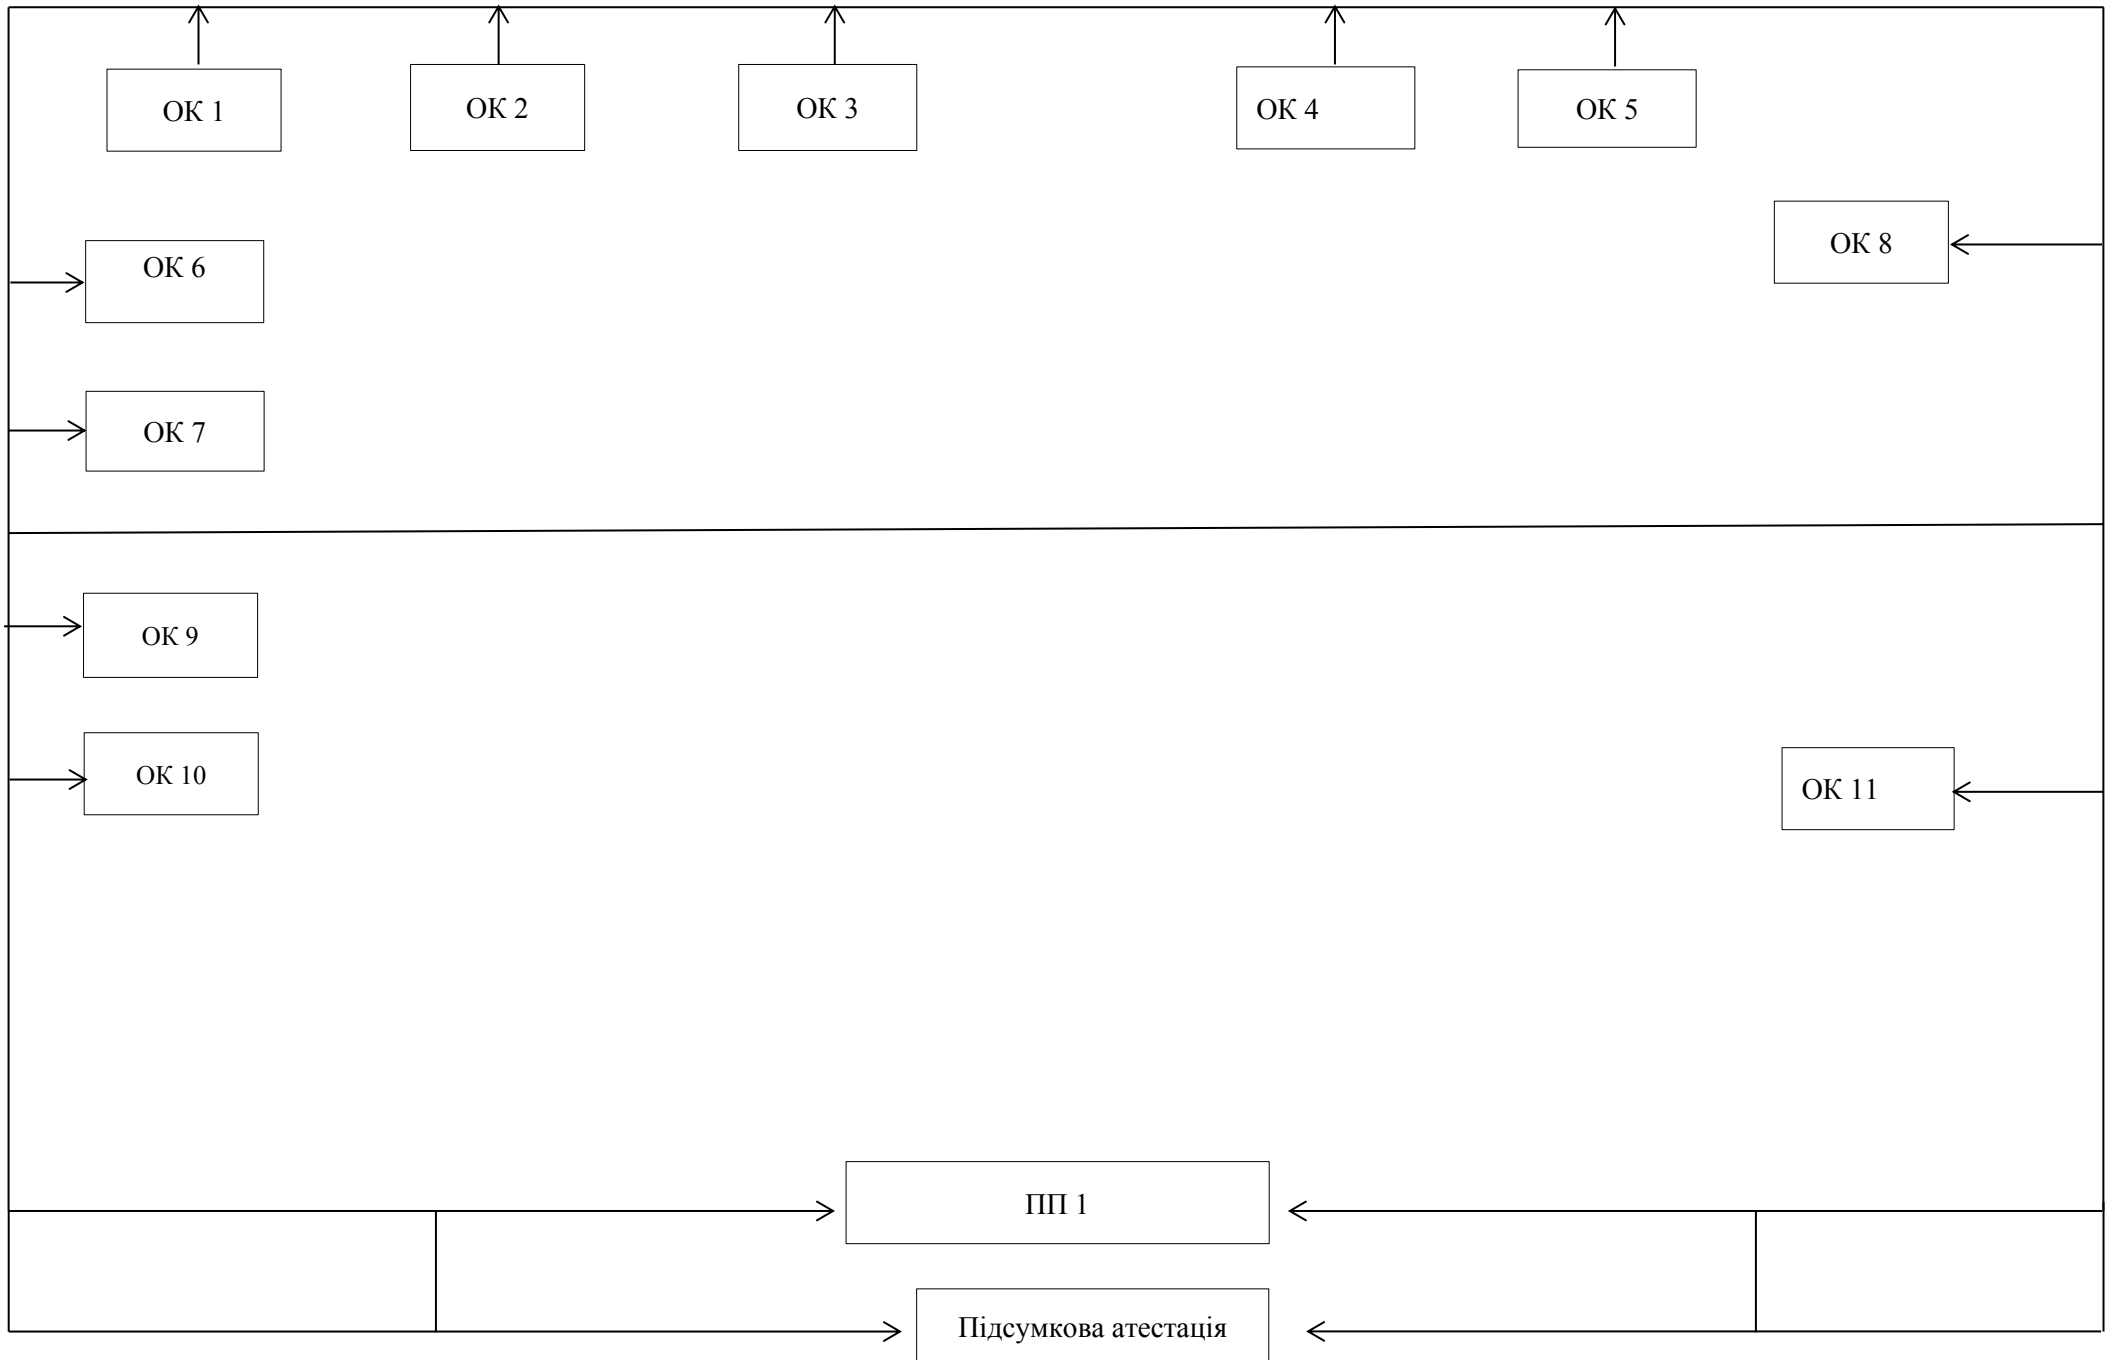 ОК 1
ОК 2
ОК 3
ОК 4
ОК 5
ОК 8
ОК 6
ОК 7
ОК 9
ОК 10
ОК 11
ПП 1
Підсумкова атестація